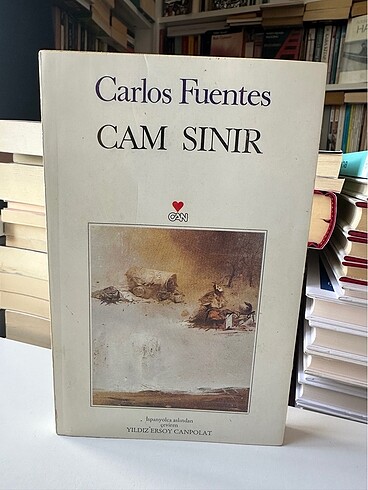 Carlos Fuentes
CAM SINIR
CAN
İspanyolca aslından
çeviren
YILDIZ ERSOY CANPOLAT